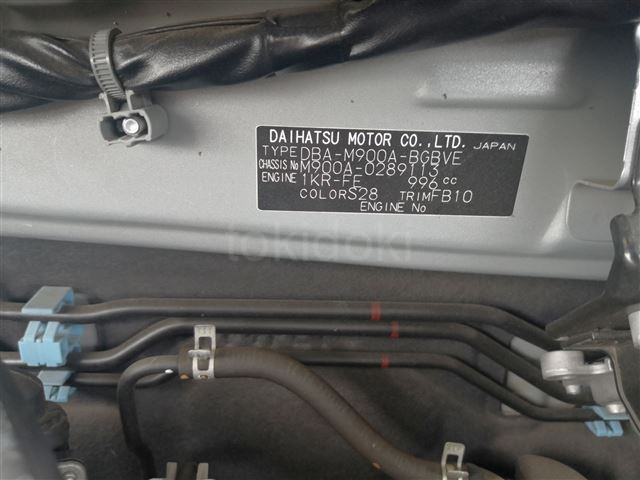 DAIHATSU MOTOR CO.,LTD. JAPAN
TYPE DBA-M900A-BGBVE
CHASSIS No M900A-0289113
ENGINE 1KR-FE 996 cc
COLOR S28 TRIM FB10
ENGINE No
tokidoki